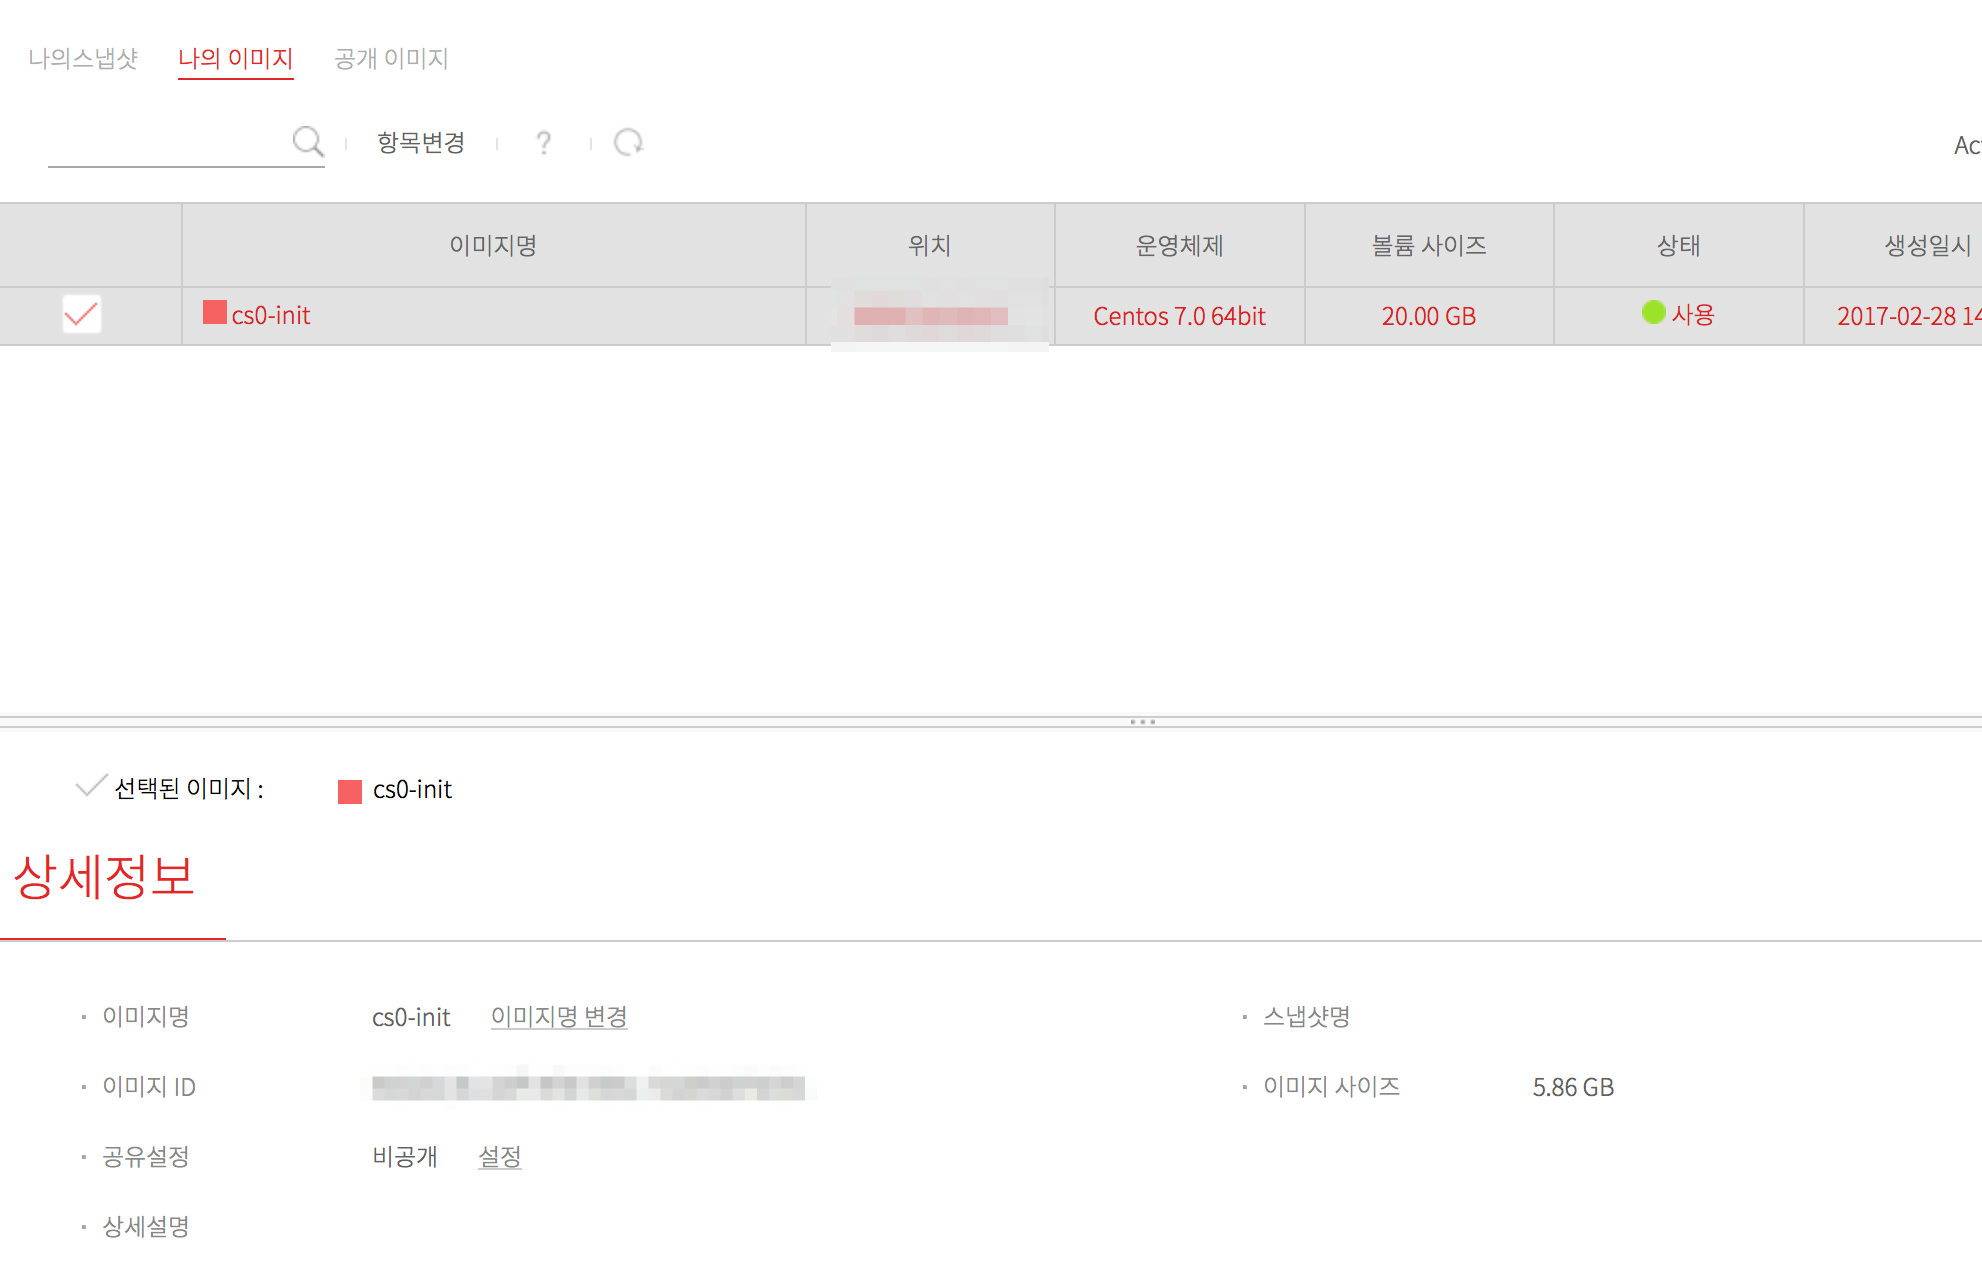 나의스냅샷 나의 이미지 공개 이미지
항목변경 ?
이미지명 위치 운영체제 볼륨 사이즈 상태 생성일시
cs0-init Centos 7.0 64bit 20.00 GB 사용 2017-02-28
선택된 이미지 : cs0-init
상세정보
이미지명 cs0-init 이미지명 변경 스냅샷명
이미지 ID 이미지 사이즈 5.86 GB
공유설정 비공개 설정
상세설명